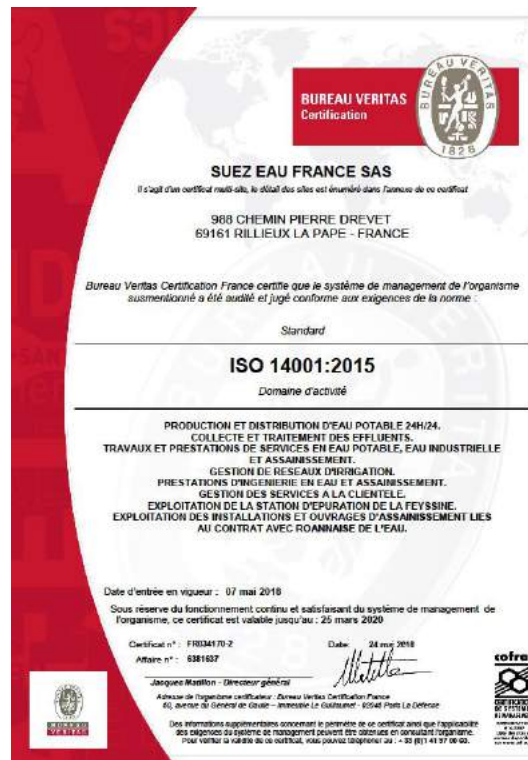 BUREAU VERITAS
Certification
BUREAU VERITAS
1828
SUEZ EAU FRANCE SAS
Il s'agit d'un certificat multi-site, le détail des sites est énuméré dans l'annexe de ce certificat
988 CHEMIN PIERRE DREVET
69161 RILLIEUX LA PAPE - FRANCE
Bureau Veritas Certification France certifie que le système de management de l'organisme
susmentionné a été audité et jugé conforme aux exigences de la norme :
Standard
ISO 14001:2015
Domaine d'activité
PRODUCTION ET DISTRIBUTION D'EAU POTABLE 24H/24.
COLLECTE ET TRAITEMENT DES EFFLUENTS.
TRAVAUX ET PRESTATIONS DE SERVICES EN EAU POTABLE, EAU INDUSTRIELLE
ET ASSAINISSEMENT.
GESTION DE RESEAUX D'IRRIGATION.
PRESTATIONS D'INGENIERIE EN EAU ET ASSAINISSEMENT.
GESTION DES SERVICES A LA CLIENTELE.
EXPLOITATION DE LA STATION D'EPURATION DE LA FEYSSINE.
EXPLOITATION DES INSTALLATIONS ET OUVRAGES D'ASSAINISSEMENT LIES
AU CONTRAT AVEC ROANNAISE DE L'EAU.
Date d'entrée en vigueur : 07 mai 2018
Sous réserve du fonctionnement continu et satisfaisant du système de management de
l'organisme, ce certificat est valable jusqu'au : 25 mars 2020
Certificat n° : FR034170-2 Date: 24 mai 2018
Affaire n° : 6381637
Jacques Matillon - Directeur général
Adresse de l'organisme certificateur : Bureau Veritas Certification France
60, avenue du Général de Gaulle – Immeuble Le Guillaumet - 92046 Paris La Défense
Des informations supplémentaires concernant le périmètre de ce certificat ainsi que l'applicabilité
des exigences du système de management peuvent être obtenues en consultant l'organisme.
Pour vérifier la validité de ce certificat, vous pouvez téléphoner au : + 33 (0)1 41 97 00 60.
BUREAU
VERITAS
cofra
CERTIFICATION
DE SYSTEMES